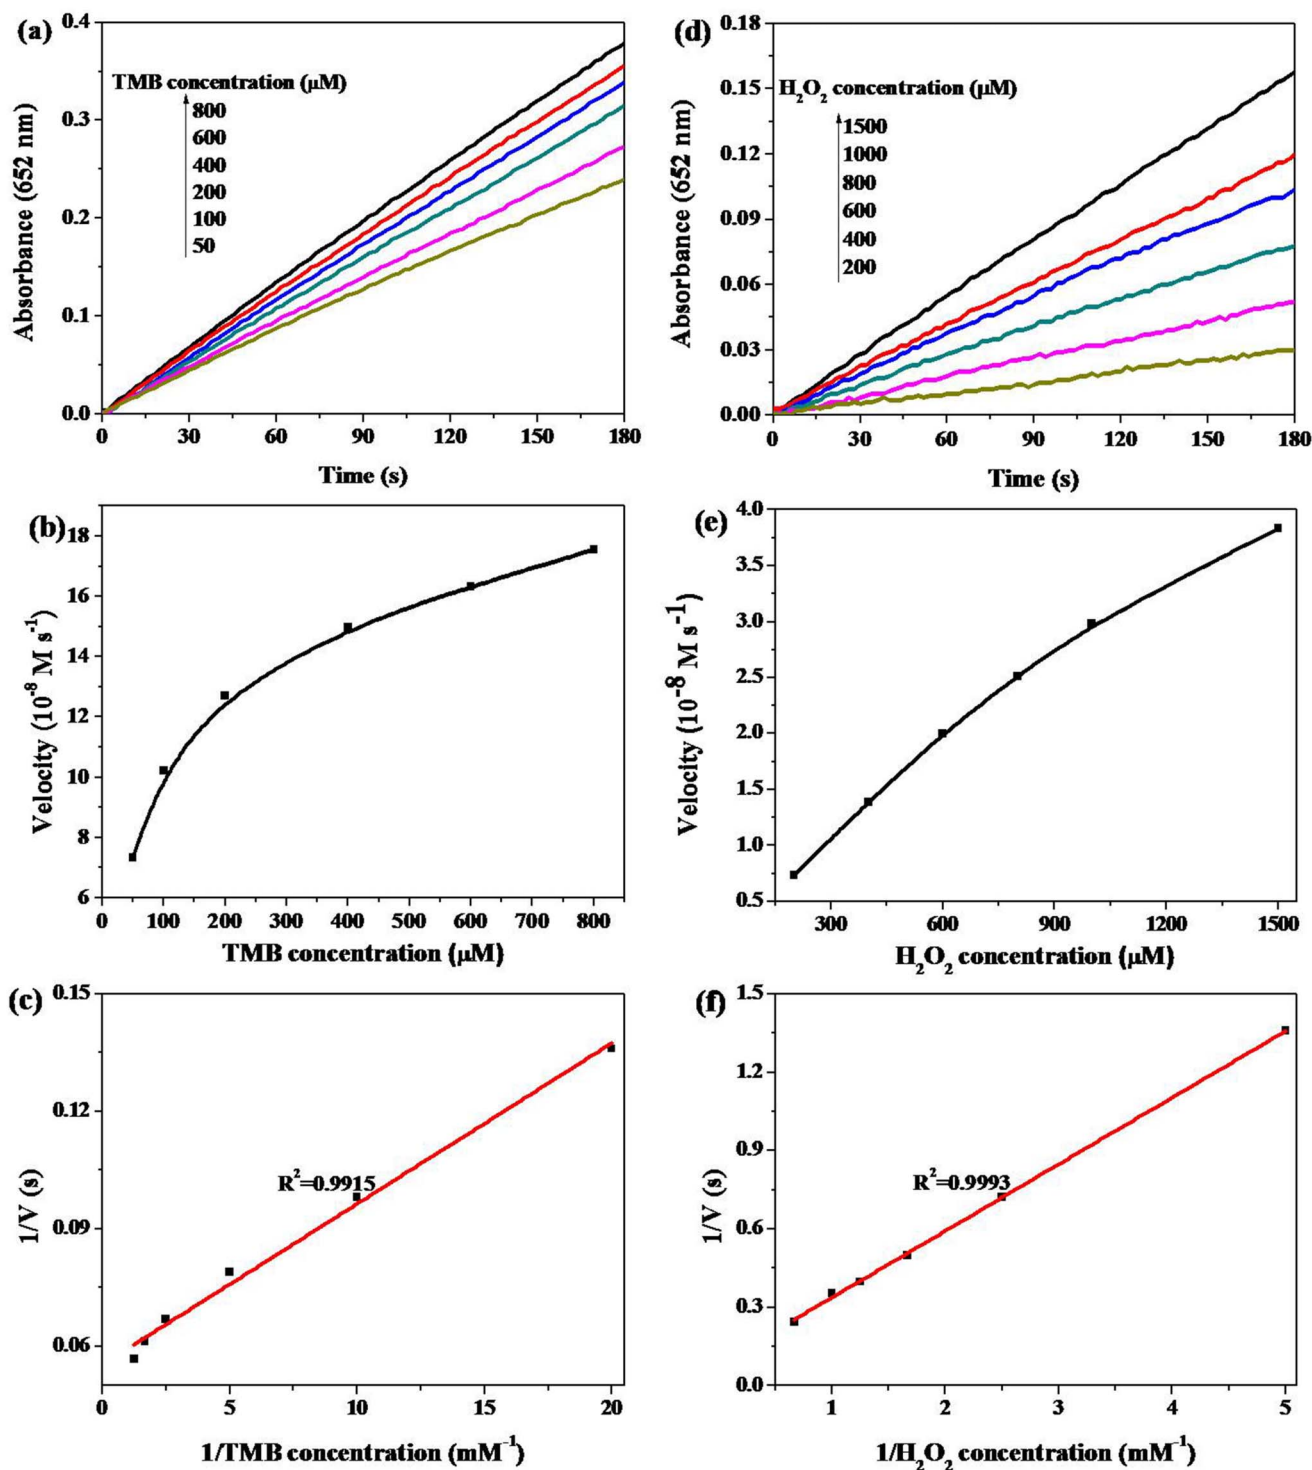 (a)
0.4
0.3
0.2
0.1
0.0
Absorbance ((652 nm)
TMB concentration (μM)
800
600
400
200
100
50
0 30 60 90 120 150 180
Time (s)
(d)
0.18
0.15
0.12
0.09
0.06
0.03
0.00
Absorbance ((652 nm)
H₂O₂ concentration (μM)
1500
1000
800
600
400
200
0 30 60 90 120 150 180
Time (s)
(b)
18
16
14
12
10
8
6
Velocity (10⁻⁸ M s⁻¹)
0 100 200 300 400 500 600 700 800
TMB concentration (μM)
(e)
4.0
3.5
3.0
2.5
2.0
1.5
1.0
0.5
Velocity (10⁻⁸ M s⁻¹)
300 600 900 1200 1500
H₂O₂ concentration (μM)
(c)
0.15
0.12
0.09
0.06
1/V (s)
R²=0.9915
0 5 10 15 20
1/TMB concentration (mM⁻¹)
(f)
1.5
1.2
0.9
0.6
0.3
0.0
1/V (s)
R²=0.9993
1 2 3 4 5
1/H₂O₂ concentration (mM⁻¹)